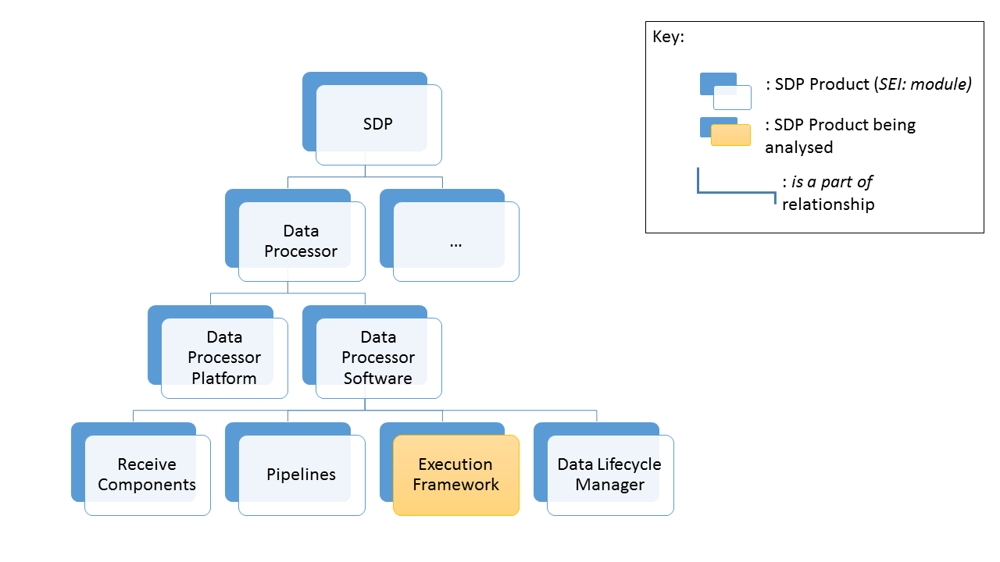 Key:
: SDP Product (SEI: module)
: SDP Product being
analysed
: is a part of
relationship
SDP
Data
Processor
...
Data
Processor
Platform
Data
Processor
Software
Receive
Components
Pipelines
Execution
Framework
Data Lifecycle
Manager